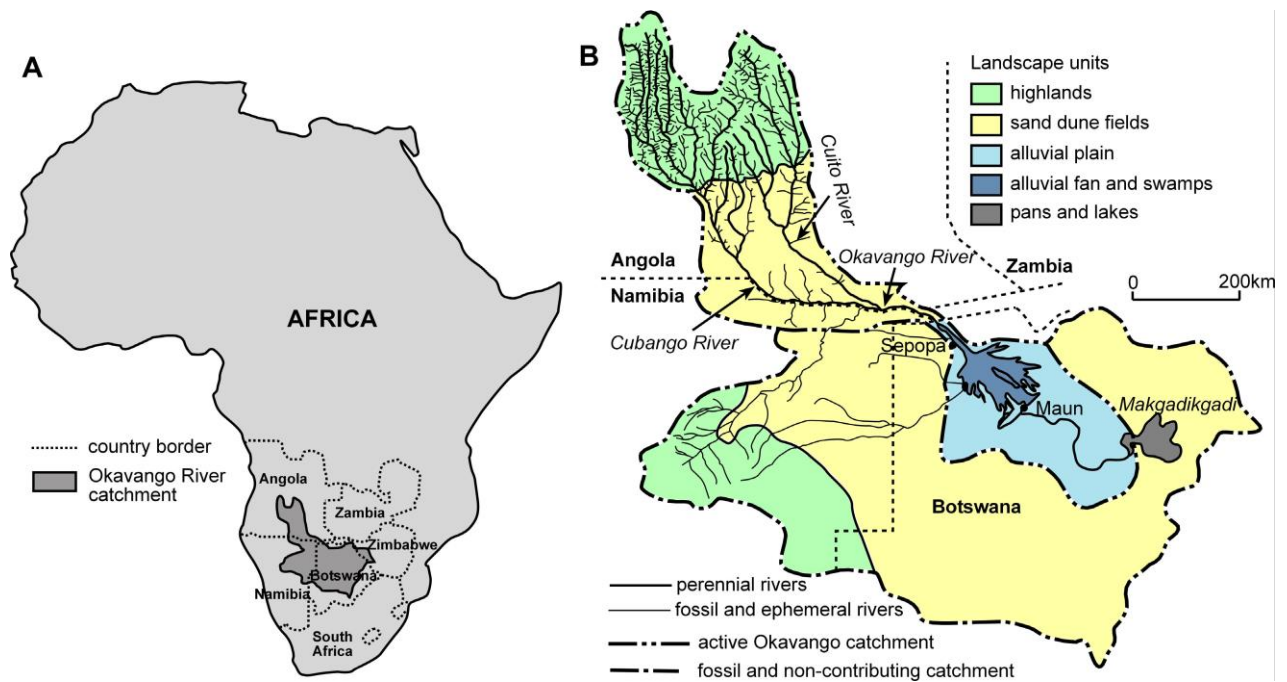 A
AFRICA
country border
Okavango River
catchment
Angola
Zambia
Zimbabwe
Botswana
Namibia
South
Africa
B
Landscape units
highlands
sand dune fields
alluvial plain
alluvial fan and swamps
pans and lakes
Cuito River
Okavango River
Angola
Namibia
Zambia
0
200km
Cubango River
Sepopa
Maun
Makgadikgadi
Botswana
perennial rivers
fossil and ephemeral rivers
active Okavango catchment
fossil and non-contributing catchment